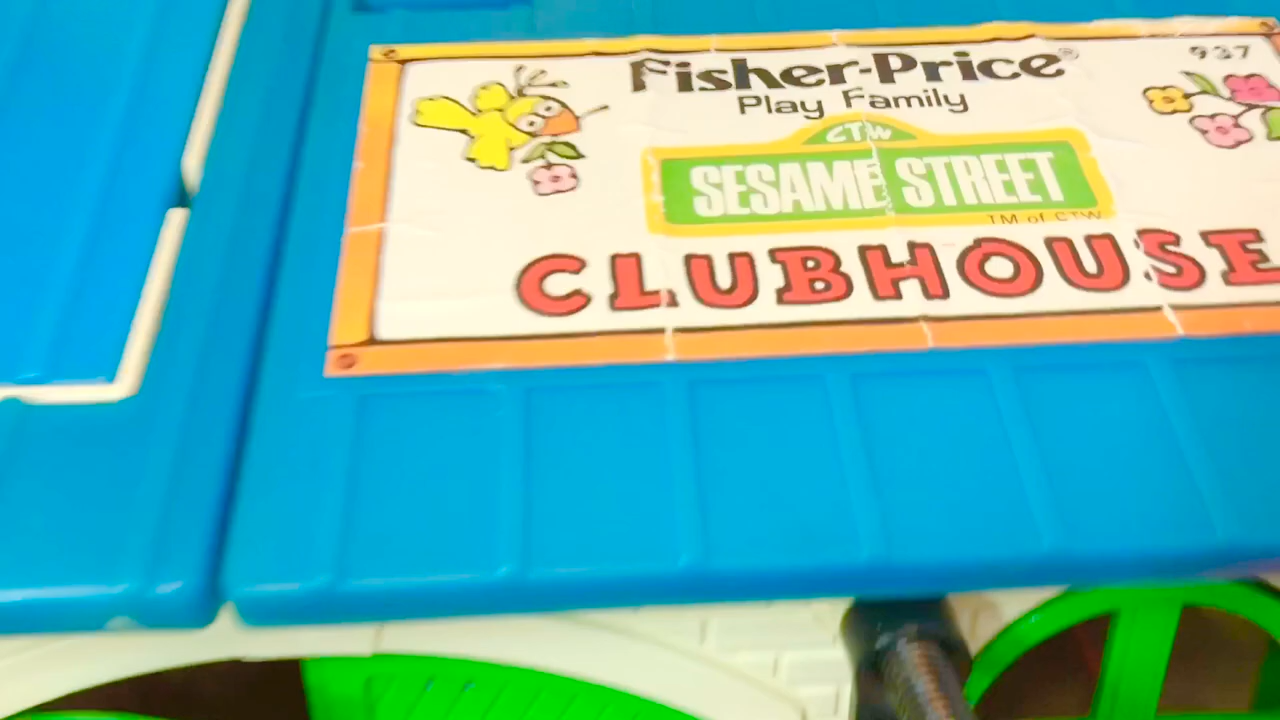 Fisher-Price®
937
Play Family
CTW
SESAME STREET
TM of CTW
CLUBHOUSE